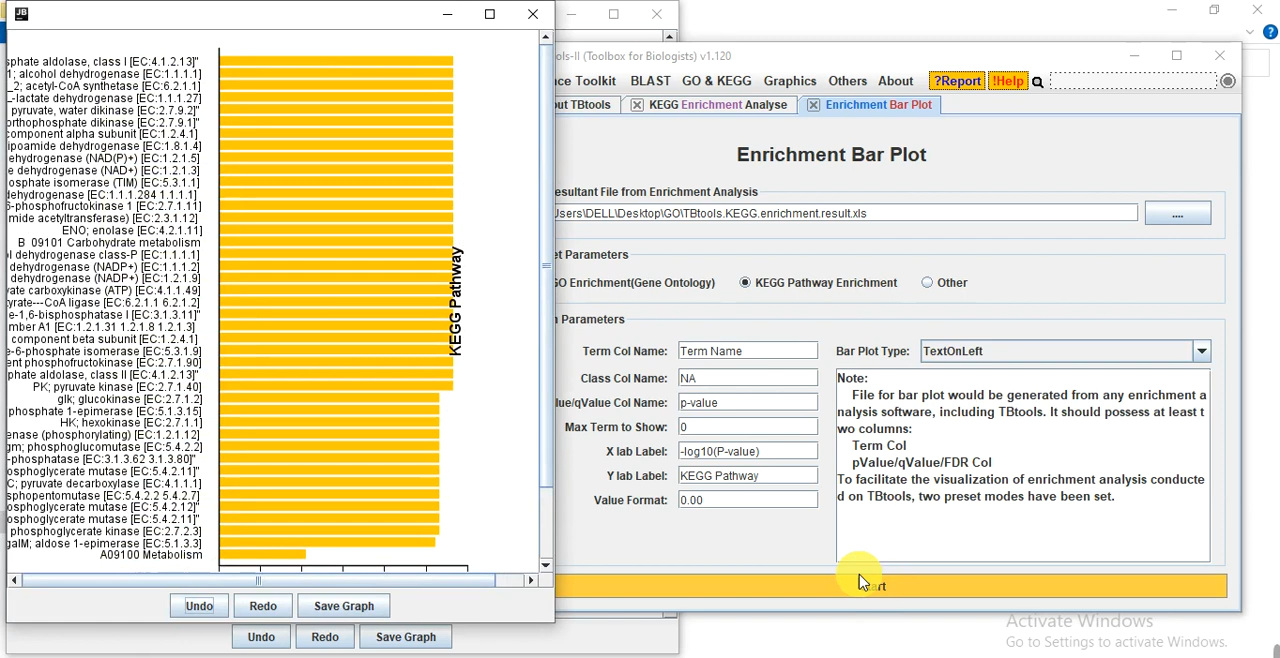 JB
sphate aldolase, class I [EC:4.1.2.13]"
1; alcohol dehydrogenase [EC:1.1.1.1]
_2; acetyl-CoA synthetase [EC:6.2.1.1]
_-lactate dehydrogenase [EC:1.1.1.27]
pyruvate, water dikinase [EC:2.7.9.2]"
orthophosphate dikinase [EC:2.7.9.1]"
component alpha subunit [EC:1.2.4.1]
ipoamide dehydrogenase [EC:1.8.1.4]
ehydrogenase (NAD(P)+) [EC:1.2.1.5]
e dehydrogenase (NAD+) [EC:1.2.1.3]
osphate isomerase (TIM) [EC:5.3.1.1]
dehydrogenase [EC:1.1.1.284 1.1.1.1]
6-phosphofructokinase 1 [EC:2.7.1.11]
mide acetyltransferase) [EC:2.3.1.12]
ENO; enolase [EC:4.2.1.11]
B 09101 Carbohydrate metabolism
l dehydrogenase class-P [EC:1.1.1.1]
dehydrogenase (NADP+) [EC:1.1.1.2]
dehydrogenase (NADP+) [EC:1.2.1.9]
vate carboxykinase (ATP) [EC:4.1.1.49]
yrate---CoA ligase [EC:6.2.1.1 6.2.1.2]
e-1,6-bisphosphatase I [EC:3.1.3.11]"
mber A1 [EC:1.2.1.31 1.2.1.8 1.2.1.3]
component beta subunit [EC:1.2.4.1]
e-6-phosphate isomerase [EC:5.3.1.9]
ent phosphofructokinase [EC:2.7.1.90]
phate aldolase, class II [EC:4.1.2.13]"
PK; pyruvate kinase [EC:2.7.1.40]
glk; glucokinase [EC:2.7.1.2]
phosphate 1-epimerase [EC:5.1.3.15]
HK; hexokinase [EC:2.7.1.1]
enase (phosphorylating) [EC:1.2.1.12]
gm; phosphoglucomutase [EC:5.4.2.2]
-phosphatase [EC:3.1.3.62 3.1.3.80]"
osphoglycerate mutase [EC:5.4.2.11]"
C; pyruvate decarboxylase [EC:4.1.1.1]
sphopentomutase [EC:5.4.2.2 5.4.2.7]
osphoglycerate mutase [EC:5.4.2.12]"
osphoglycerate mutase [EC:5.4.2.11]"
phosphoglycerate kinase [EC:2.7.2.3]
galM; aldose 1-epimerase [EC:5.1.3.3]
A09100 Metabolism
KEGG Pathway
Undo Redo Save Graph
Undo Redo Save Graph
ols-II (Toolbox for Biologists) v1.120
ce Toolkit BLAST GO & KEGG Graphics Others About ?Report !Help
out TBtools KEGG Enrichment Analyse Enrichment Bar Plot
Enrichment Bar Plot
esultant File from Enrichment Analysis
Jsers\DELL\Desktop\GO\TBtools.KEGG.enrichment.result.xls ....
et Parameters
GO Enrichment(Gene Ontology) KEGG Pathway Enrichment Other
n Parameters
Term Col Name: Term Name
Class Col Name: NA
lue/qValue Col Name: p-value
Max Term to Show: 0
X lab Label: -log10(P-value)
Y lab Label: KEGG Pathway
Value Format: 0.00
Bar Plot Type: TextOnLeft
Note:
File for bar plot would be generated from any enrichment a
nalysis software, including TBtools. It should possess at least t
wo columns:
Term Col
pValue/qValue/FDR Col
To facilitate the visualization of enrichment analysis conducte
d on TBtools, two preset modes have been set.
Start
Activate Windows
Go to Settings to activate Windows.